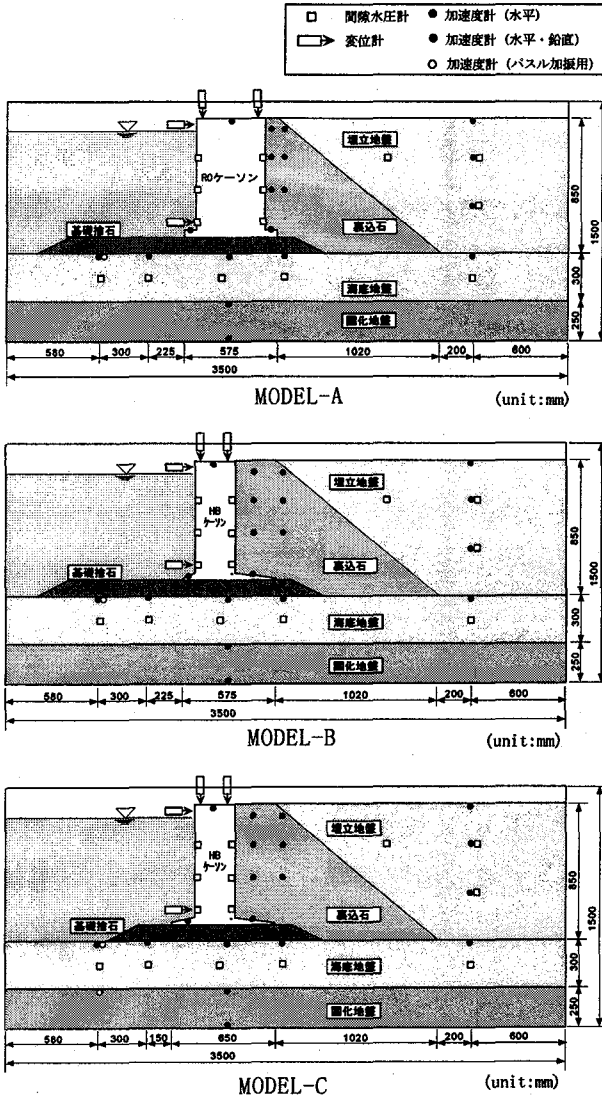 間隙水圧計 加速度計(水平)
変位計 加速度計(水平・鉛直)
加速度計(パルス加振用)
埋立地盤
ROケーソン
基礎捨石
裏込石
海底地盤
固化地盤
850
300
250
1500
580 300 225 575 1020 200 600
3500
MODEL-A (unit:mm)
埋立地盤
HB
ケーソン
基礎捨石
裏込石
海底地盤
固化地盤
850
300
250
1500
580 300 225 575 1020 200 600
3500
MODEL-B (unit:mm)
埋立地盤
HB
ケーソン
基礎捨石
裏込石
海底地盤
固化地盤
850
300
250
1500
580 300 150 650 1020 200 600
3500
MODEL-C (unit:mm)